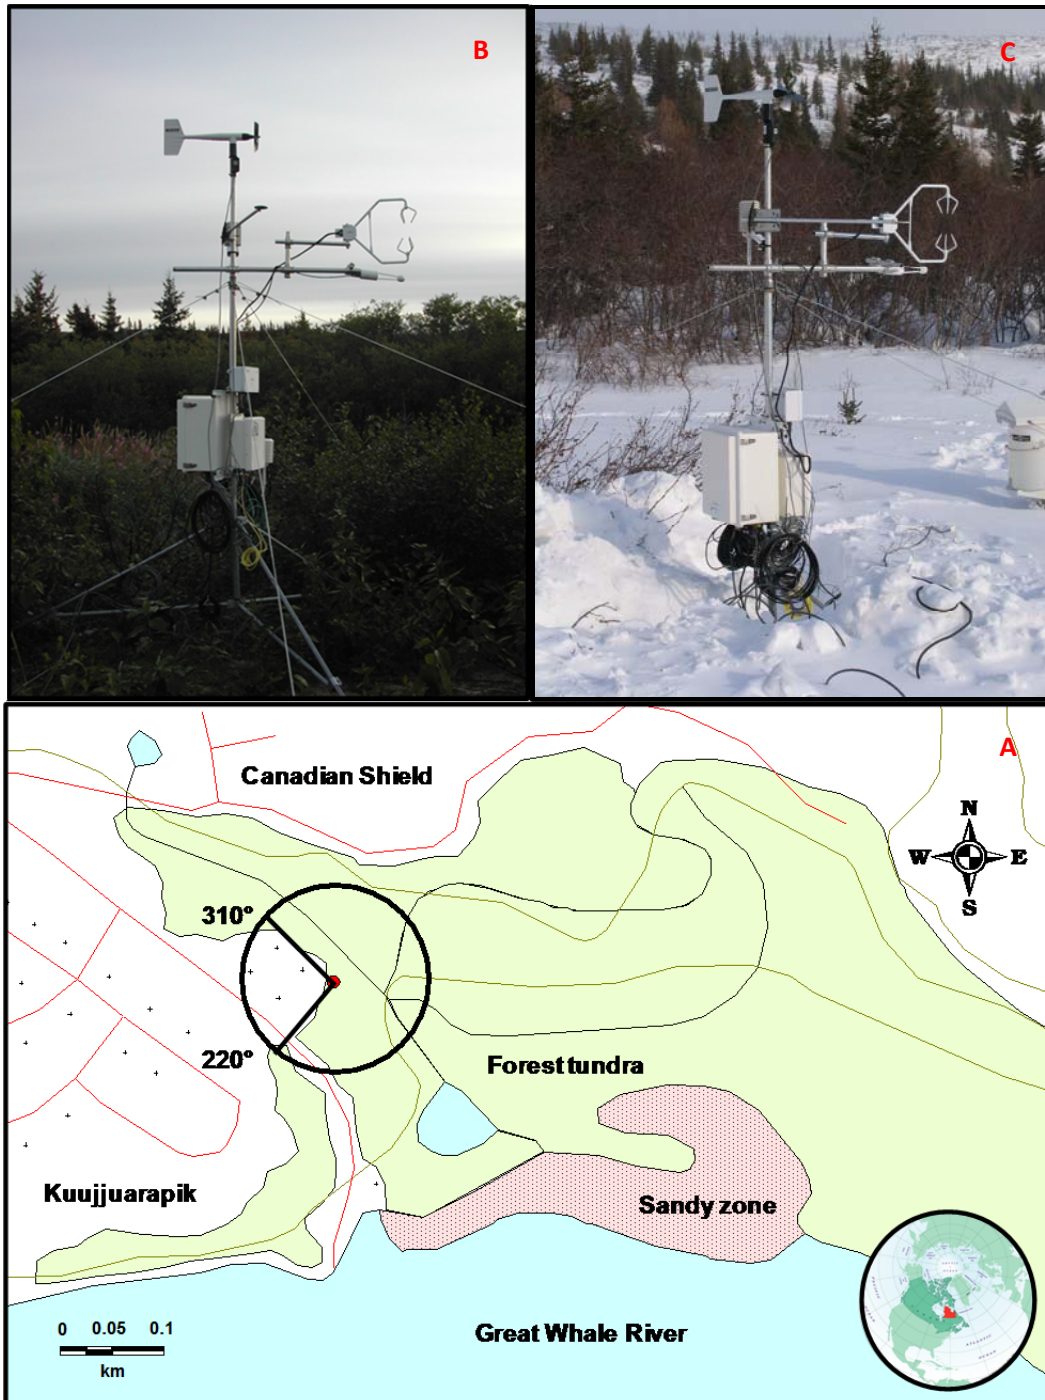 B
C
A
Canadian Shield
N
W
E
S
310°
220°
Forest tundra
Kuujjuarapik
Sandy zone
Great Whale River
0 0.05 0.1
km